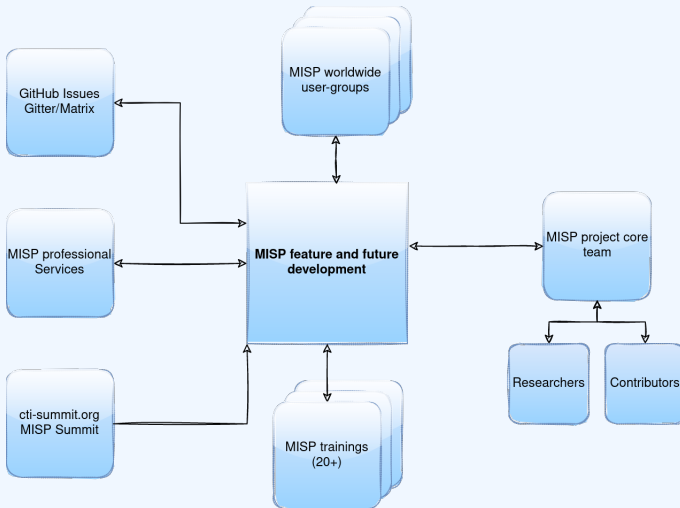 MISP worldwide
user-groups
GitHub Issues
Gitter/Matrix
MISP professional
Services
MISP feature and future
development
MISP project core
team
Researchers
Contributors
cti-summit.org
MISP Summit
MISP trainings
(20+)